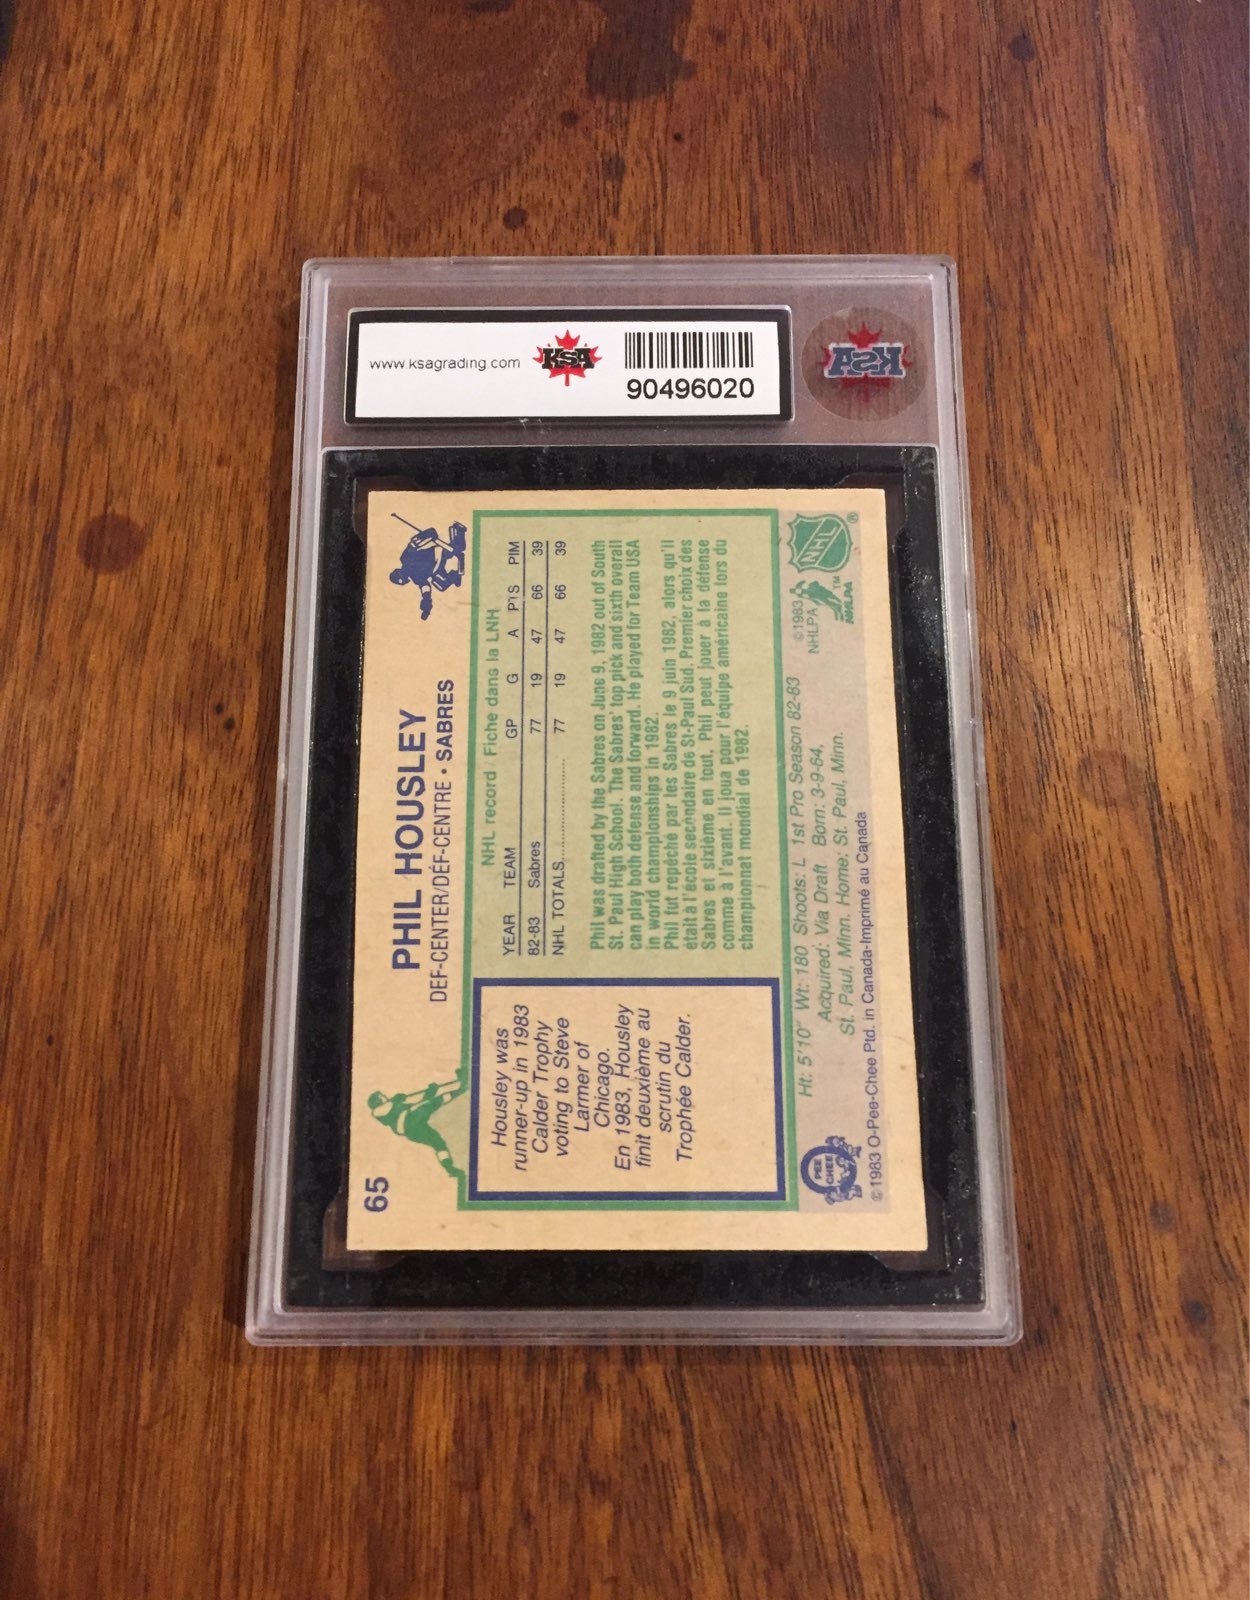 www.ksagrading.com
KSA
90496020
KSA
65
PHIL HOUSLEY
DEF-CENTER/DÉF-CENTRE • SABRES
NHL record / Fiche dans la LNH
YEAR TEAM GP G A PTS PIM
82-83 Sabres 77 19 47 66 39
NHL TOTALS 77 19 47 66 39
Phil was drafted by the Sabres on June 9, 1982 out of South
St. Paul High School. The Sabres' top pick and sixth overall
can play both defense and forward. He played for Team USA
in world championships in 1982.
Phil fut repêché par les Sabres le 9 juin 1982, alors qu'il
était à l'école secondaire de St-Paul Sud. Premier choix des
Sabres et sixième en tout, Phil peut jouer à la défense
comme à l'avant. Il joua pour l'équipe américaine lors du
championnat mondial de 1982.
Housley was
runner-up in 1983
Calder Trophy
voting to Steve
Larmer of
Chicago.
En 1983, Housley
finit deuxième au
scrutin du
Trophée Calder.
Ht: 5'10" Wt: 180 Shoots: L 1st Pro Season 82-83
Acquired: Via Draft Born: 3-9-64,
St. Paul, Minn. Home: St. Paul, Minn.
©1983
NHLPA
NHL ®
NHLPA ™
O PEE CHEE
©1983 O-Pee-Chee Ptd. in Canada-Imprimé au Canada